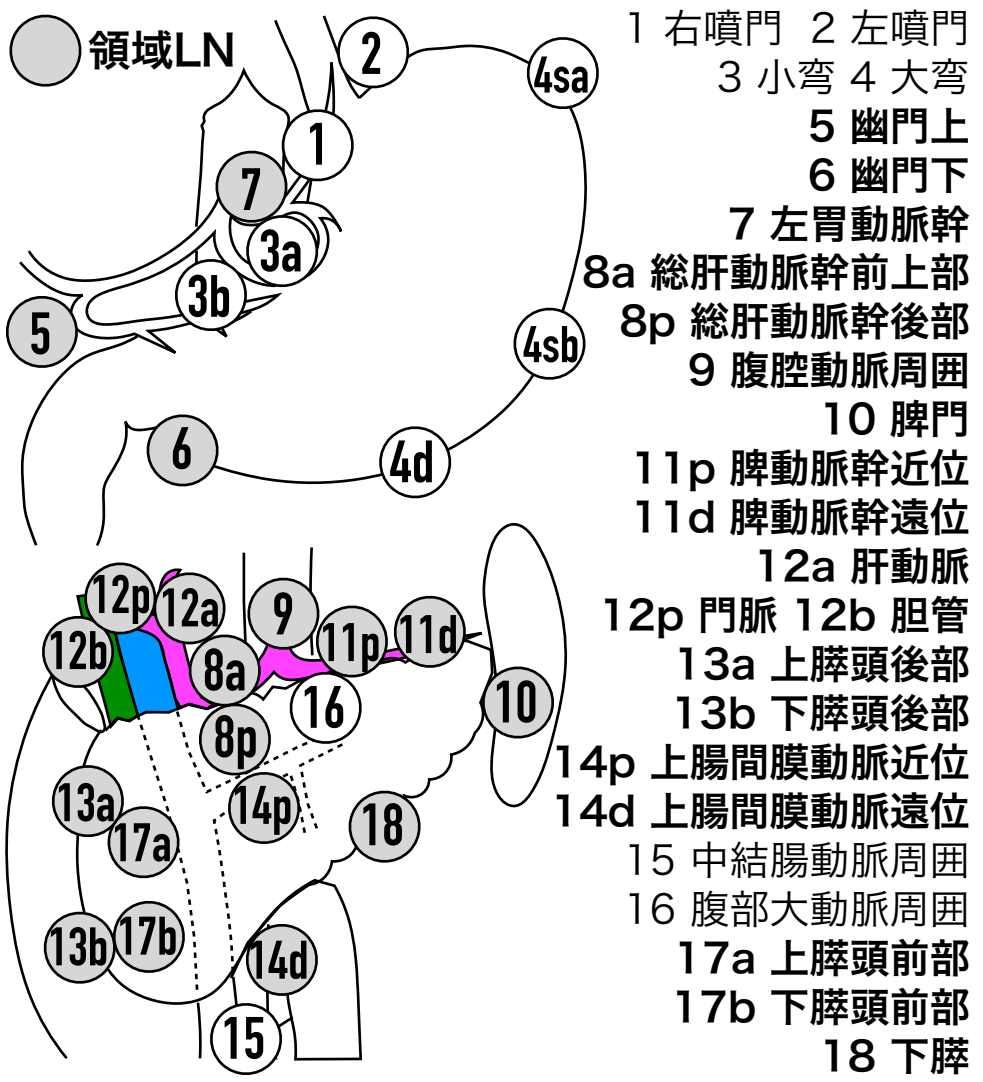 領域LN
1 右噴門 2 左噴門
3 小弯 4 大弯
5 幽門上
6 幽門下
7 左胃動脈幹
8a 総肝動脈幹前上部
8p 総肝動脈幹後部
9 腹腔動脈周囲
10 脾門
11p 脾動脈幹近位
11d 脾動脈幹遠位
12a 肝動脈
12p 門脈 12b 胆管
13a 上膵頭後部
13b 下膵頭後部
14p 上腸間膜動脈近位
14d 上腸間膜動脈遠位
15 中結腸動脈周囲
16 腹部大動脈周囲
17a 上膵頭前部
17b 下膵頭前部
18 下膵
2
4sa
1
7
3a
3b
5
4sb
6
4d
12p
12a
9
11p
11d
12b
8a
16
10
8p
13a
14p
17a
18
13b
17b
14d
15